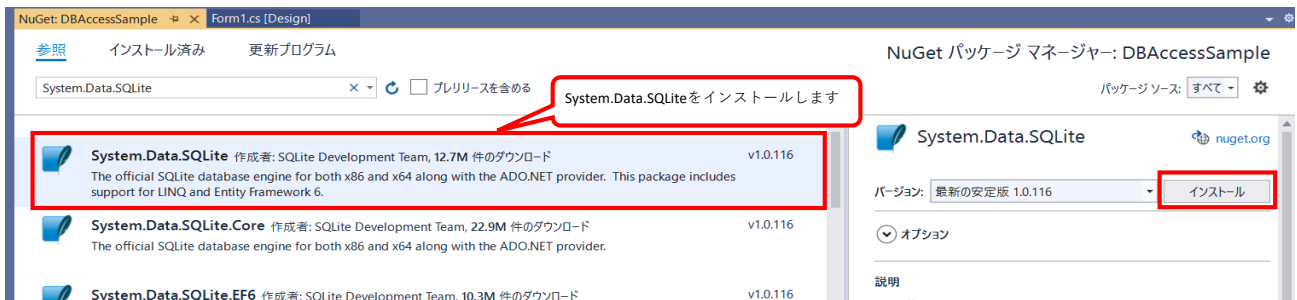 NuGet: DBAccessSample
Form1.cs [Design]
参照 インストール済み 更新プログラム
NuGet パッケージ マネージャー: DBAccessSample
System.Data.SQLite
プレリリースを含める
パッケージ ソース: すべて
System.Data.SQLiteをインストールします
System.Data.SQLite 作成者: SQLite Development Team, 12.7M 件のダウンロード v1.0.116
The official SQLite database engine for both x86 and x64 along with the ADO.NET provider. This package includes
support for LINQ and Entity Framework 6.
System.Data.SQLite.Core 作成者: SQLite Development Team, 22.9M 件のダウンロード v1.0.116
The official SQLite database engine for both x86 and x64 along with the ADO.NET provider.
System.Data.SQLite.EF6 作成者: SQLite Development Team, 10.3M 件のダウンロード v1.0.116
System.Data.SQLite
nuget.org
バージョン: 最新の安定版 1.0.116 インストール
オプション
説明